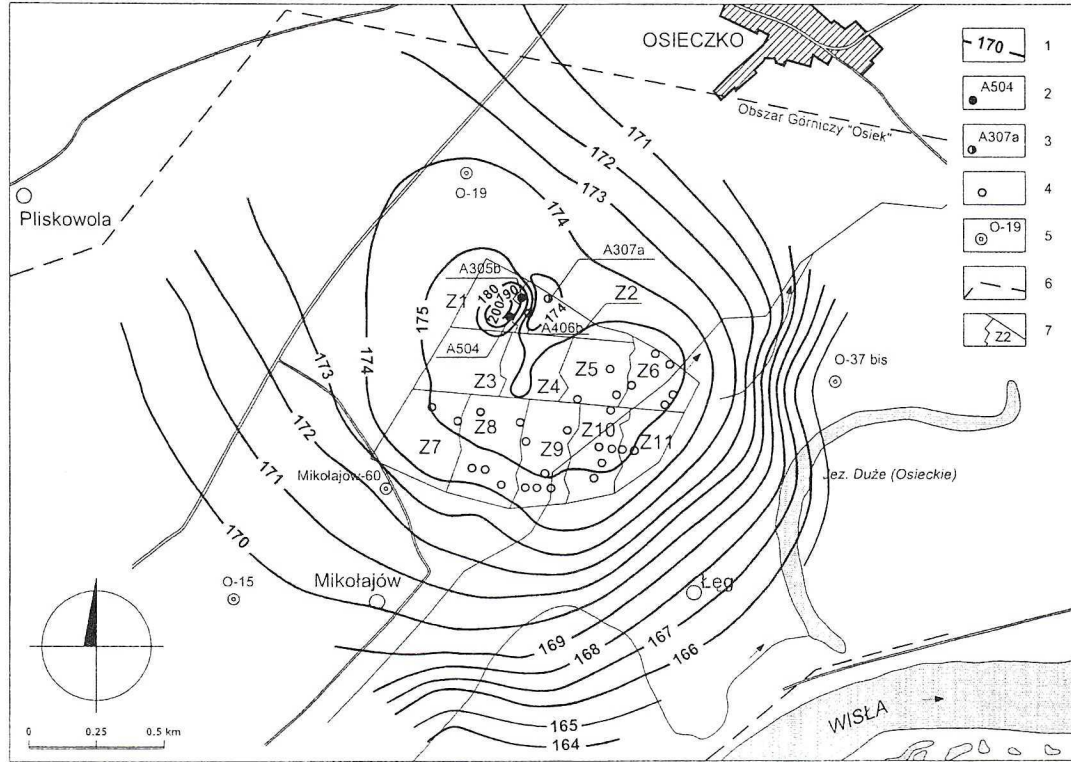 OSIECZKO
Obszar Górniczy "Osiek"
Pliskowola
O-19
171
172
173
174
A307a
A305b
180
190
200
174
Z1
Z2
175
A406b
A504
174
173
172
171
170
Z3
Z4
Z5
Z6
O-37 bis
Z7
Z8
Z9
Z10
Z11
Mikołajów-60
Jez. Duże (Osieckie)
O-15
Mikołajów
Łęg
169
168
167
166
165
164
WISŁA
0 0.25 0.5 km
170 1
A504 2
A307a 3
4
O-19 5
6
Z2 7